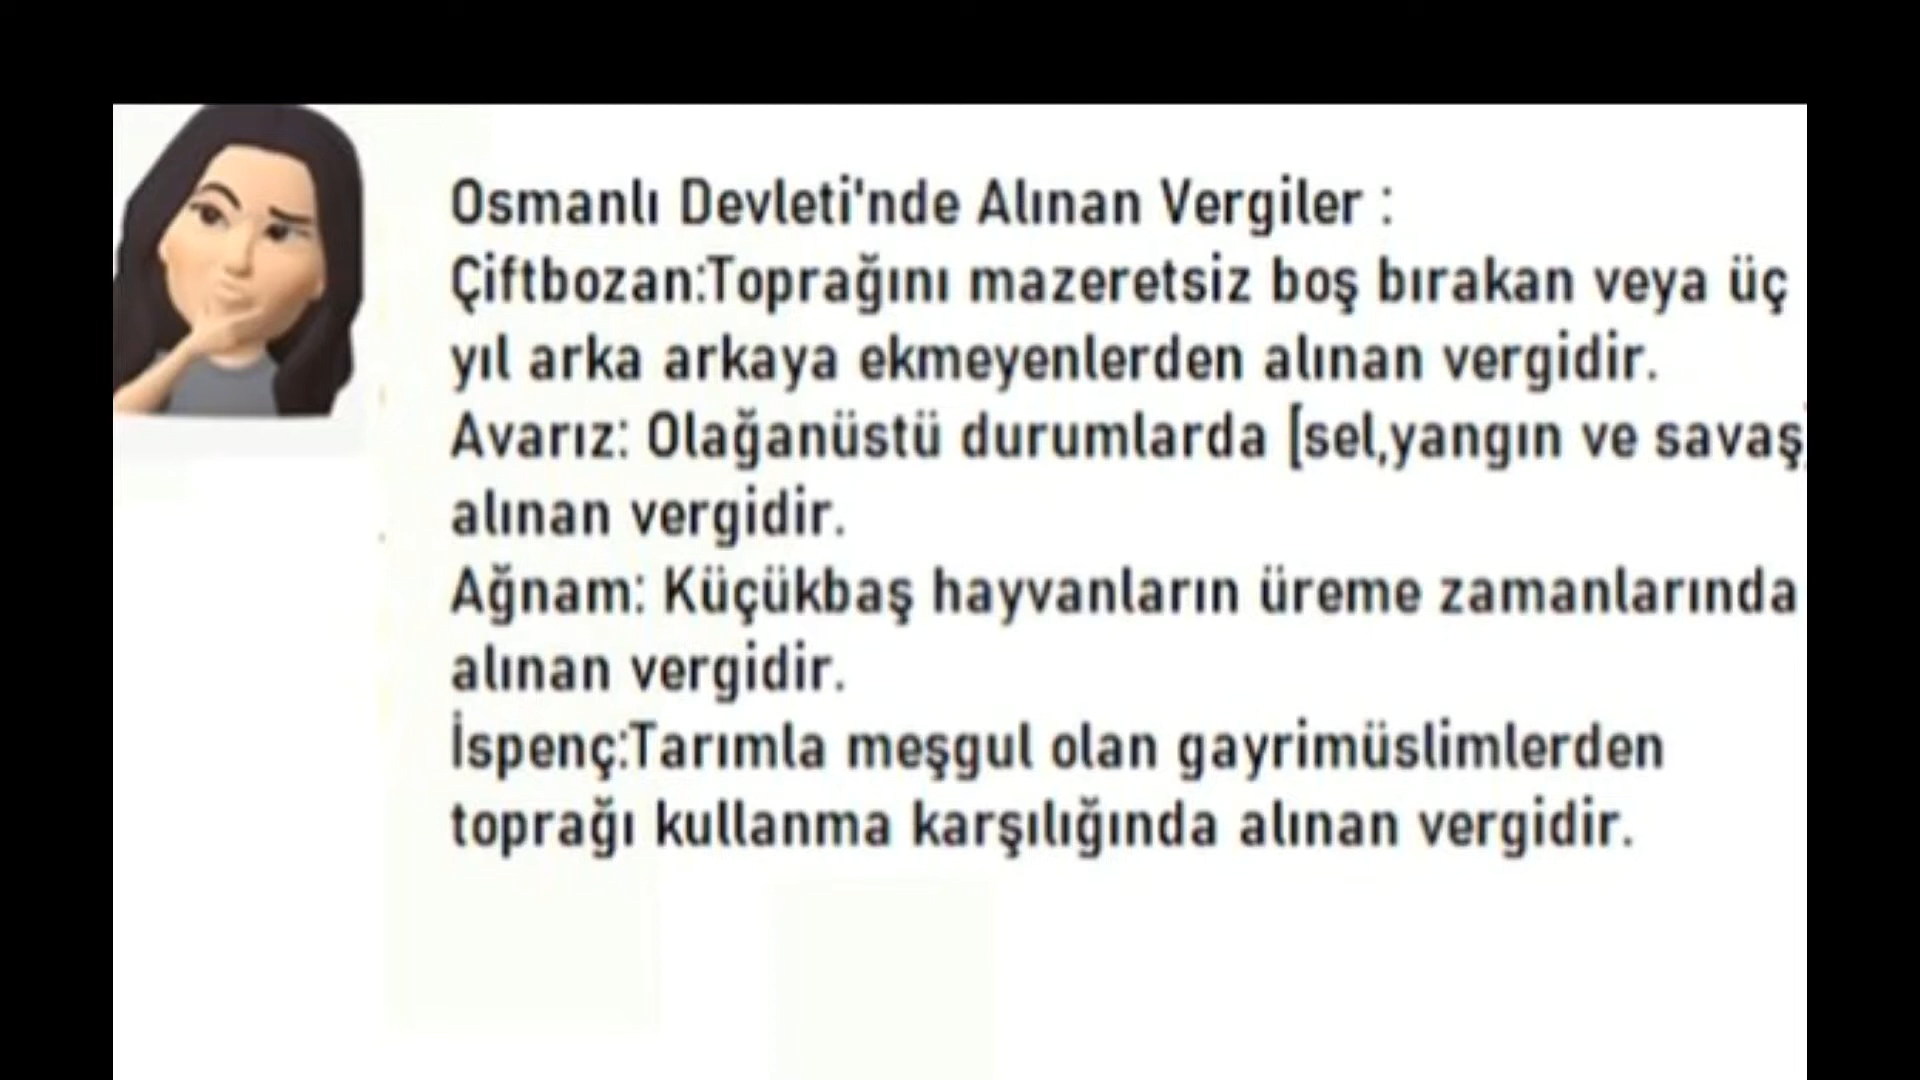 Osmanlı Devleti'nde Alınan Vergiler :
Çiftbozan:Toprağını mazeretsiz boş bırakan veya üç
yıl arka arkaya ekmeyenlerden alınan vergidir.
Avarız: Olağanüstü durumlarda [sel,yangın ve savaş]
alınan vergidir.
Ağnam: Küçükbaş hayvanların üreme zamanlarında
alınan vergidir.
İspenç:Tarımla meşgul olan gayrimüslimlerden
toprağı kullanma karşılığında alınan vergidir.